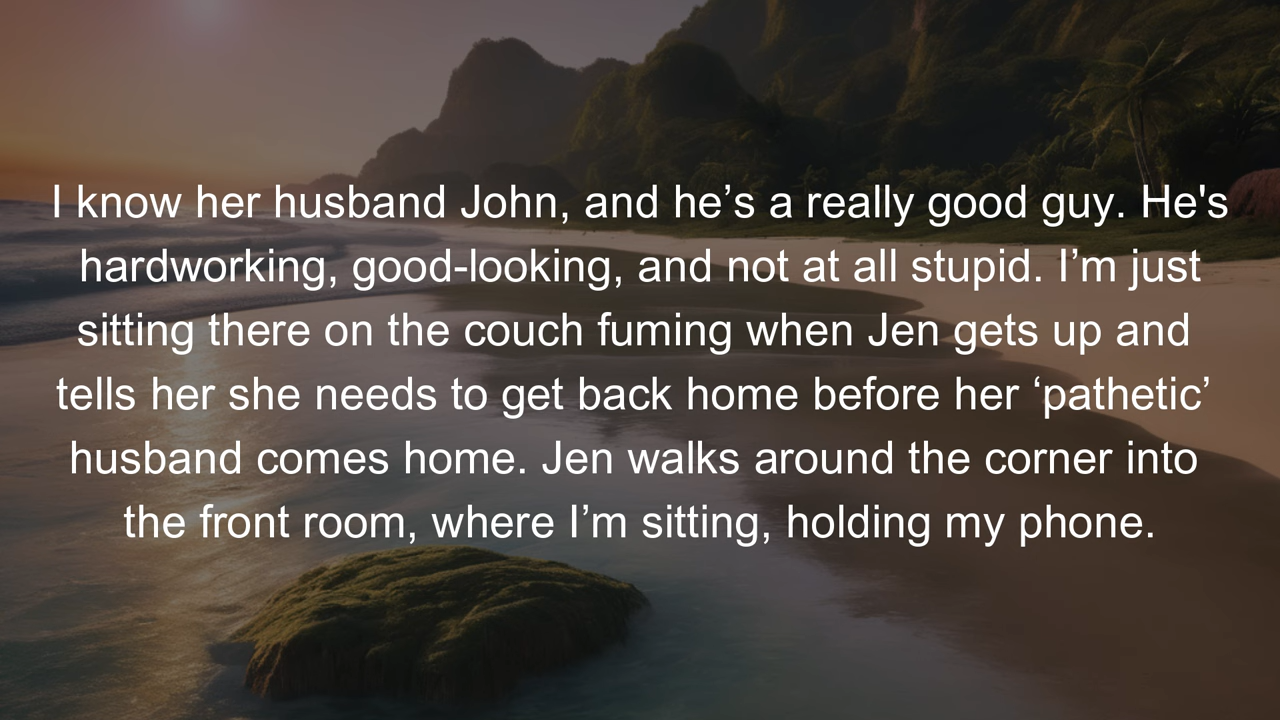 I know her husband John, and he’s a really good guy. He's
hardworking, good-looking, and not at all stupid. I’m just
sitting there on the couch fuming when Jen gets up and
tells her she needs to get back home before her ‘pathetic’
husband comes home. Jen walks around the corner into
the front room, where I’m sitting, holding my phone.